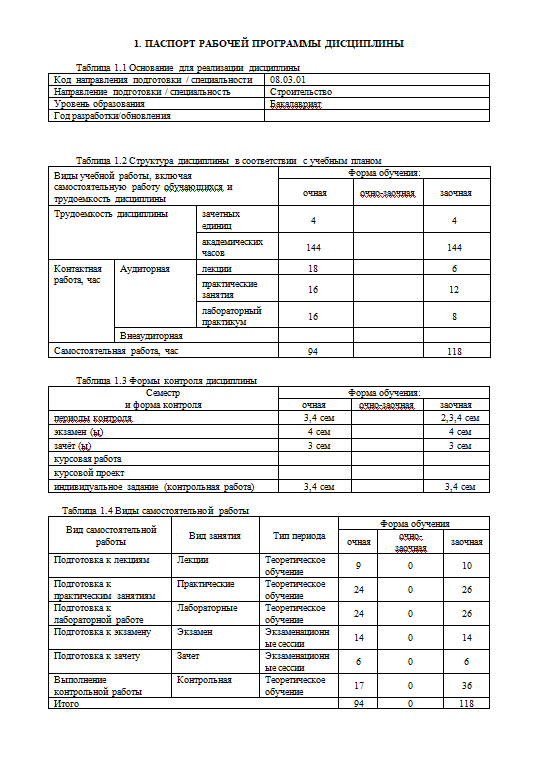 1. ПАСПОРТ РАБОЧЕЙ ПРОГРАММЫ ДИСЦИПЛИНЫ
Таблица 1.1 Основание для реализации дисциплины
Код направления подготовки / специальности 08.03.01
Направление подготовки / специальность Строительство
Уровень образования Бакалавриат
Год разработки/обновления
Таблица 1.2 Структура дисциплины в соответствии с учебным планом
Виды учебной работы, включая самостоятельную работу обучающихся и трудоемкость дисциплины Форма обучения:
очная очно-заочная заочная
Трудоемкость дисциплины зачетных единиц 4 4
академических часов 144 144
Контактная работа, час Аудиторная лекции 18 6
практические занятия 16 12
лабораторный практикум 16 8
Внеаудиторная
Самостоятельная работа, час 94 118
Таблица 1.3 Формы контроля дисциплины
Семестр и форма контроля Форма обучения:
очная очно-заочная заочная
периоды контроля 3,4 сем 2,3,4 сем
экзамен (ы) 4 сем 4 сем
зачёт (ы) 3 сем 3 сем
курсовая работа
курсовой проект
индивидуальное задание (контрольная работа) 3,4 сем 3,4 сем
Таблица 1.4 Виды самостоятельной работы
Вид самостоятельной работы Вид занятия Тип периода Форма обучения
очная очно-заочная заочная
Подготовка к лекциям Лекции Теоретическое обучение 9 0 10
Подготовка к практическим занятиям Практические Теоретическое обучение 24 0 26
Подготовка к лабораторной работе Лабораторные Теоретическое обучение 24 0 26
Подготовка к экзамену Экзамен Экзаменационные сессии 14 0 14
Подготовка к зачету Зачет Экзаменационные сессии 6 0 6
Выполнение контрольной работы Контрольная Теоретическое обучение 17 0 36
Итого 94 0 118